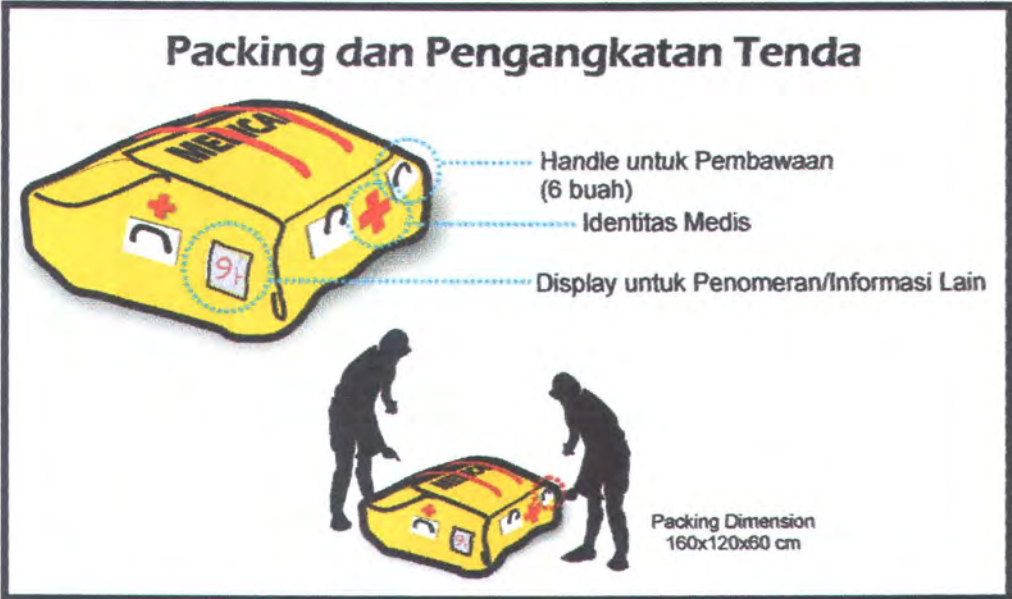 Packing dan Pengangkatan Tenda
MEDICA
Handle untuk Pembawaan
(6 buah)
Identitas Medis
Display untuk Penomeran/Informasi Lain
Packing Dimension
160x120x60 cm